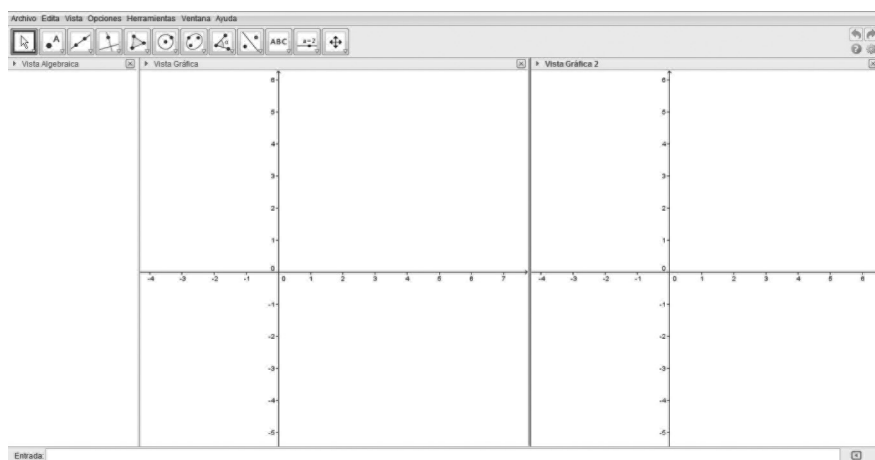 Archivo Edita Vista Opciones Herramientas Ventana Ayuda
A ABC a=2
Vista Algebraica Vista Gráfica Vista Gráfica 2
6 6
5 5
4 4
3 3
2 2
1 1
0 0
-4 -3 -2 -1 0 1 2 3 4 5 6 7 -4 -3 -2 -1 0 1 2 3 4 5 6
-1 -1
-2 -2
-3 -3
-4 -4
-5 -5
Entrada: